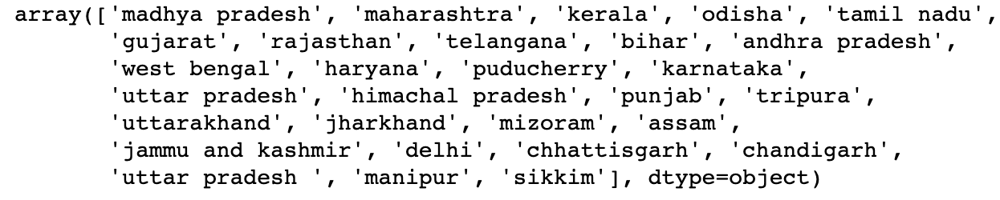 array(['madhya pradesh', 'maharashtra', 'kerala', 'odisha', 'tamil nadu',
'gujarat', 'rajasthan', 'telangana', 'bihar', 'andhra pradesh',
'west bengal', 'haryana', 'puducherry', 'karnataka',
'uttar pradesh', 'himachal pradesh', 'punjab', 'tripura',
'uttarakhand', 'jharkhand', 'mizoram', 'assam',
'jammu and kashmir', 'delhi', 'chhattisgarh', 'chandigarh',
'uttar pradesh ', 'manipur', 'sikkim'], dtype=object)